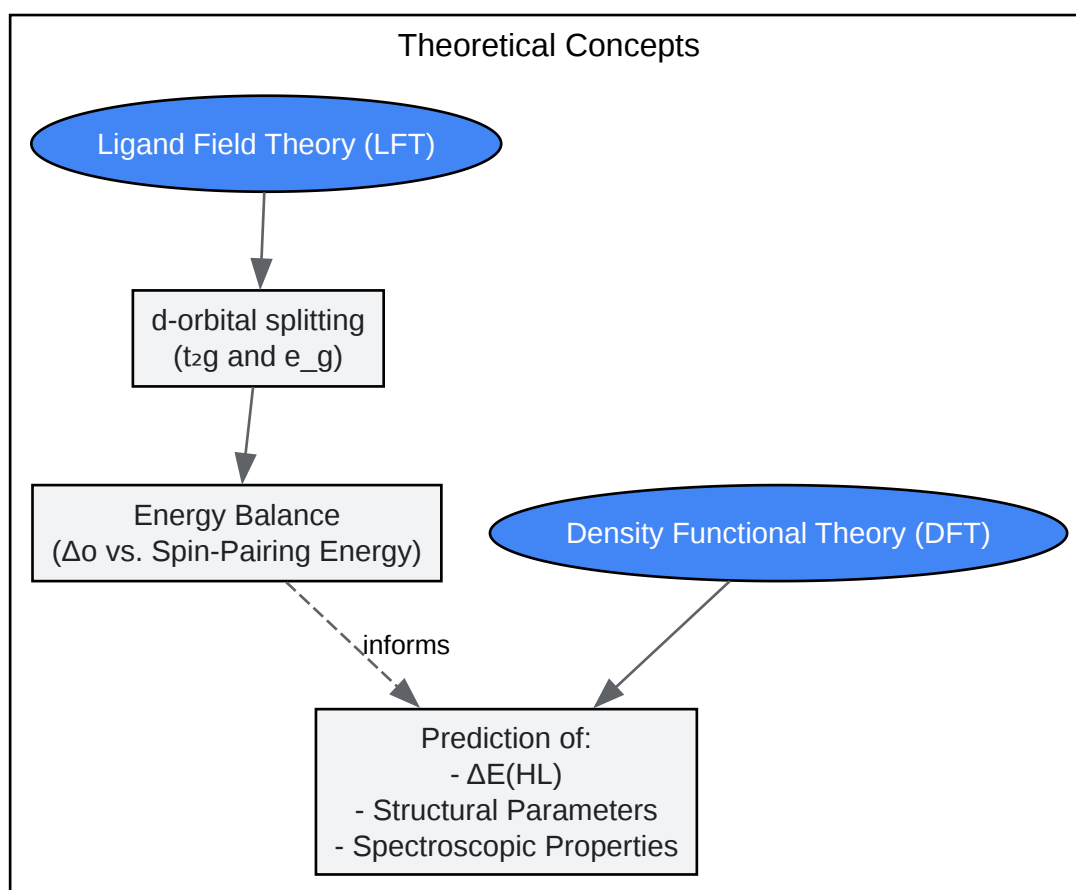 Theoretical Concepts
Ligand Field Theory (LFT)
d-orbital splitting
(t₂g and e_g)
Energy Balance
(Δo vs. Spin-Pairing Energy)
Density Functional Theory (DFT)
informs
Prediction of:
- ΔE(HL)
- Structural Parameters
- Spectroscopic Properties